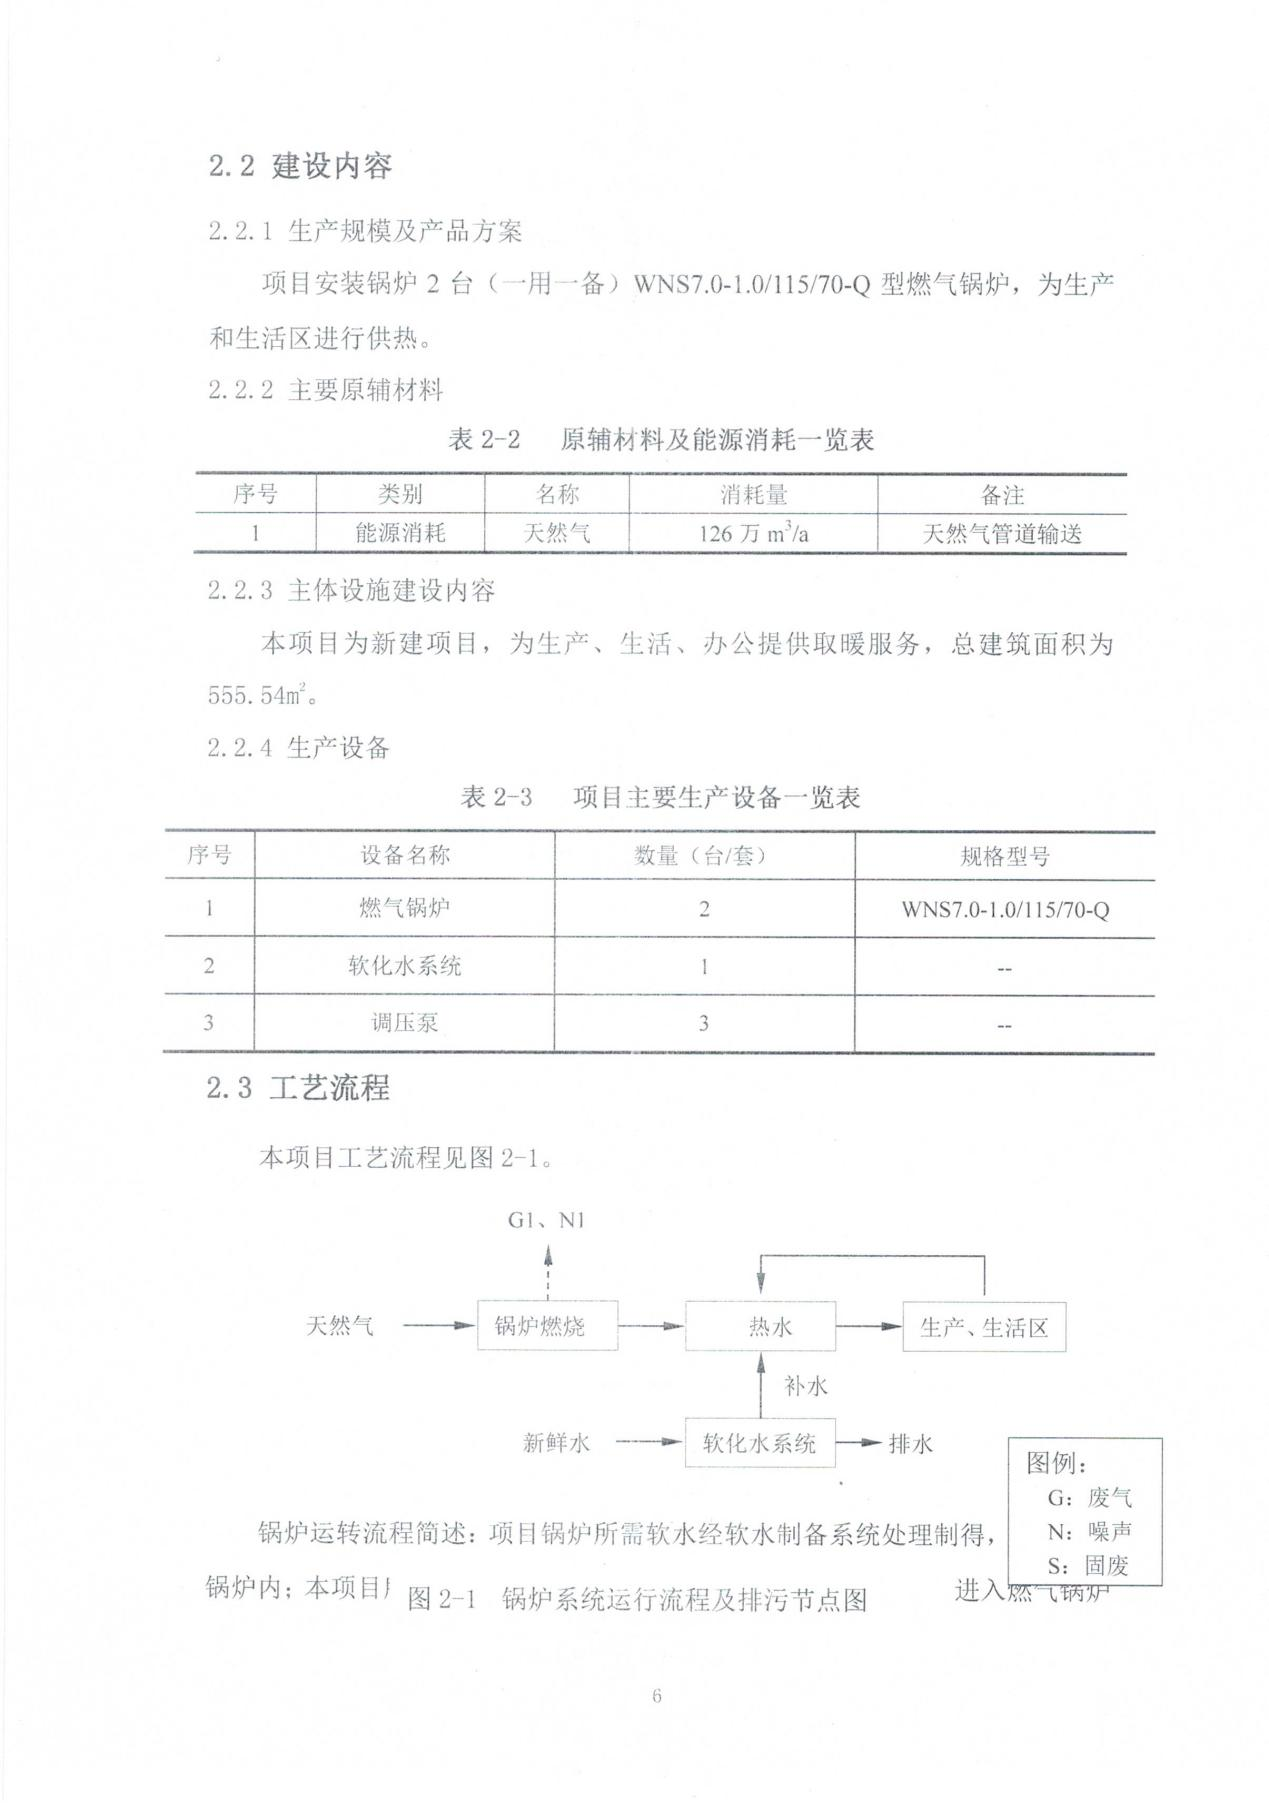 2.2 建设内容
2.2.1 生产规模及产品方案
项目安装锅炉 2 台（一用一备）WNS7.0-1.0/115/70-Q 型燃气锅炉，为生产
和生活区进行供热。
2.2.2 主要原辅材料
表 2-2 原辅材料及能源消耗一览表
序号 类别 名称 消耗量 备注
1 能源消耗 天然气 126 万 m³/a 天然气管道输送
2.2.3 主体设施建设内容
本项目为新建项目，为生产、生活、办公提供取暖服务，总建筑面积为
555.54㎡。
2.2.4 生产设备
表 2-3 项目主要生产设备一览表
序号 设备名称 数量（台/套） 规格型号
1 燃气锅炉 2 WNS7.0-1.0/115/70-Q
2 软化水系统 1 --
3 调压泵 3 --
2.3 工艺流程
本项目工艺流程见图 2-1。
G1、N1
天然气 锅炉燃烧 热水 生产、生活区
补水
新鲜水 软化水系统 排水
图例：
G：废气
N：噪声
S：固废
锅炉运转流程简述：项目锅炉所需软水经软水制备系统处理制得，
锅炉内；本项目 进入燃气锅炉
图 2-1 锅炉系统运行流程及排污节点图
6